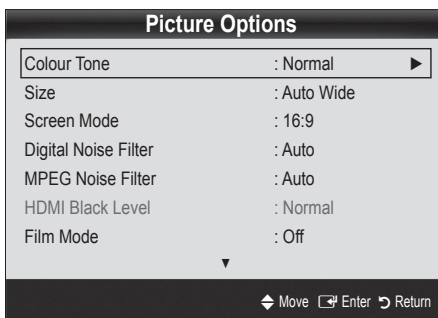 Picture Options
Colour Tone : Normal ►
Size : Auto Wide
Screen Mode : 16:9
Digital Noise Filter : Auto
MPEG Noise Filter : Auto
HDMI Black Level : Normal
Film Mode : Off
▼
Move Enter Return